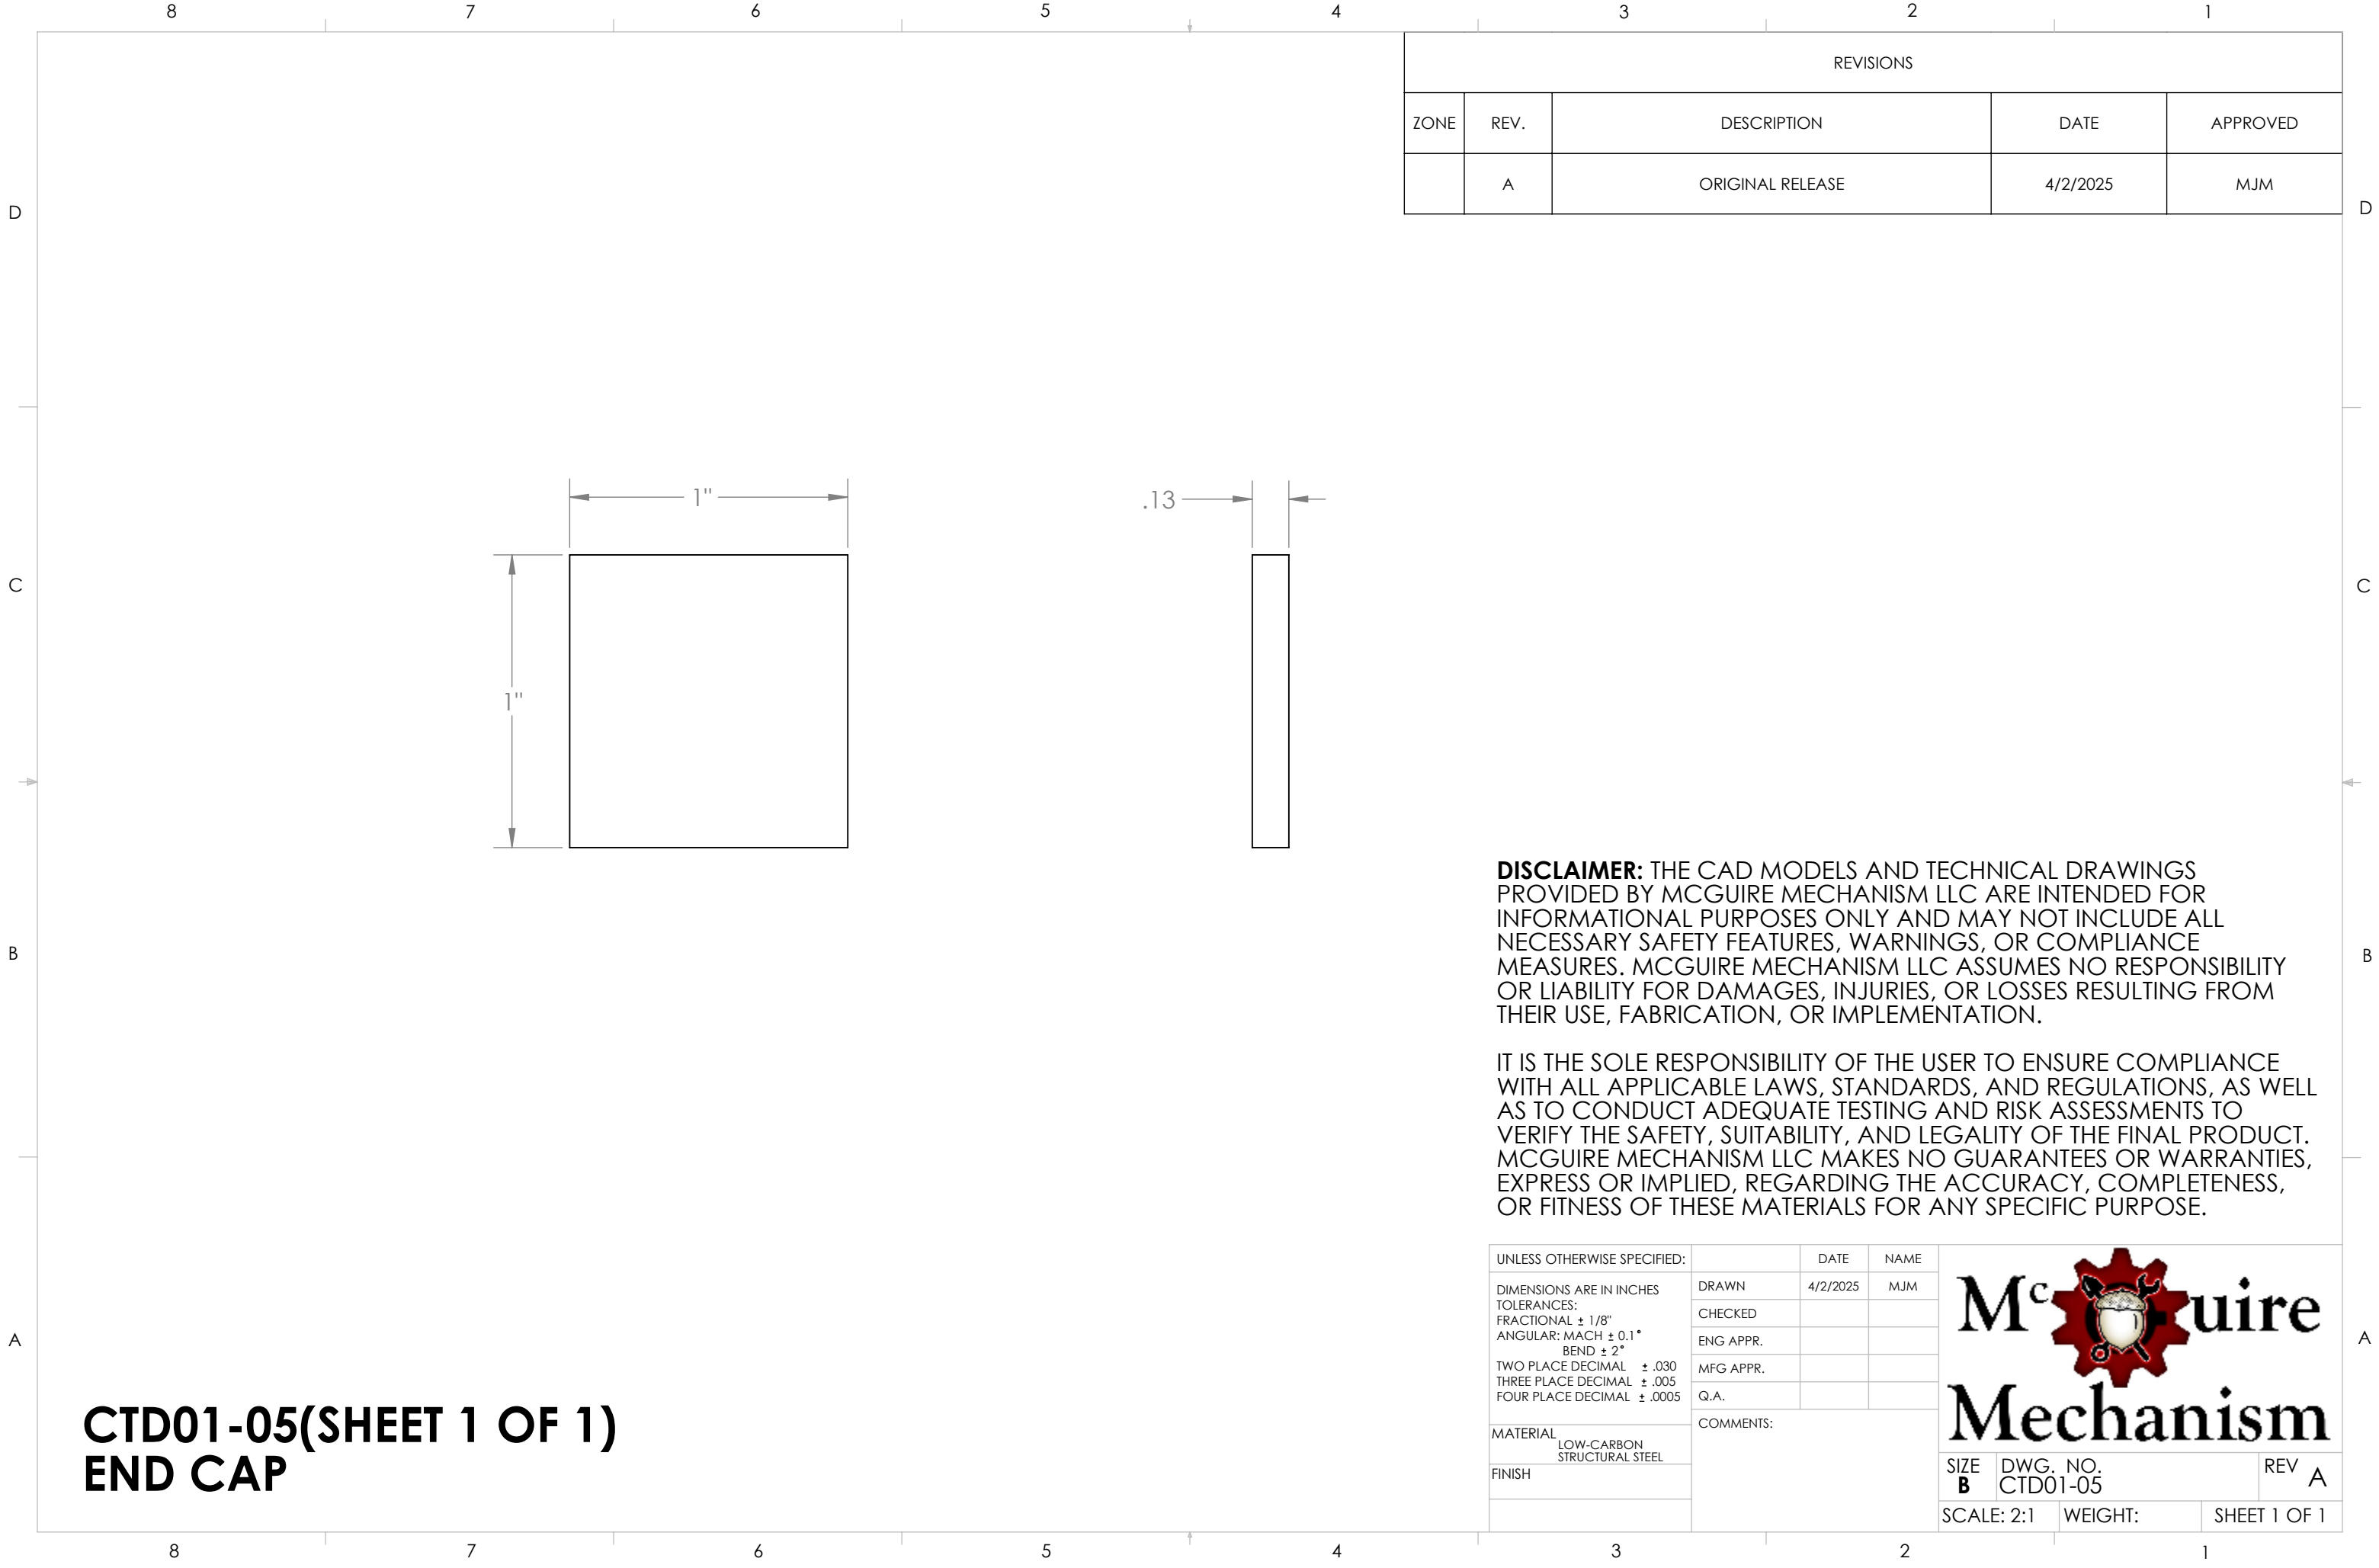 8 7 6 5 4 3 2 1
REVISIONS
ZONE REV. DESCRIPTION DATE APPROVED
A ORIGINAL RELEASE 4/2/2025 MJM
D D
1" .13
C C
1"
DISCLAIMER: THE CAD MODELS AND TECHNICAL DRAWINGS
PROVIDED BY MCGUIRE MECHANISM LLC ARE INTENDED FOR
INFORMATIONAL PURPOSES ONLY AND MAY NOT INCLUDE ALL
NECESSARY SAFETY FEATURES, WARNINGS, OR COMPLIANCE
MEASURES. MCGUIRE MECHANISM LLC ASSUMES NO RESPONSIBILITY
OR LIABILITY FOR DAMAGES, INJURIES, OR LOSSES RESULTING FROM
THEIR USE, FABRICATION, OR IMPLEMENTATION.
B B
IT IS THE SOLE RESPONSIBILITY OF THE USER TO ENSURE COMPLIANCE
WITH ALL APPLICABLE LAWS, STANDARDS, AND REGULATIONS, AS WELL
AS TO CONDUCT ADEQUATE TESTING AND RISK ASSESSMENTS TO
VERIFY THE SAFETY, SUITABILITY, AND LEGALITY OF THE FINAL PRODUCT.
MCGUIRE MECHANISM LLC MAKES NO GUARANTEES OR WARRANTIES,
EXPRESS OR IMPLIED, REGARDING THE ACCURACY, COMPLETENESS,
OR FITNESS OF THESE MATERIALS FOR ANY SPECIFIC PURPOSE.
A A
CTD01-05(SHEET 1 OF 1)
END CAP
UNLESS OTHERWISE SPECIFIED:
DIMENSIONS ARE IN INCHES
TOLERANCES:
FRACTIONAL ± 1/8"
ANGULAR: MACH ± 0.1°
BEND ± 2°
TWO PLACE DECIMAL ± .030
THREE PLACE DECIMAL ± .005
FOUR PLACE DECIMAL ± .0005
MATERIAL
LOW-CARBON
STRUCTURAL STEEL
FINISH
DATE NAME
DRAWN 4/2/2025 MJM
CHECKED
ENG APPR.
MFG APPR.
Q.A.
COMMENTS:
McGuire
Mechanism
SIZE DWG. NO. REV
B CTD01-05 A
SCALE: 2:1 WEIGHT: SHEET 1 OF 1
8 7 6 5 4 3 2 1